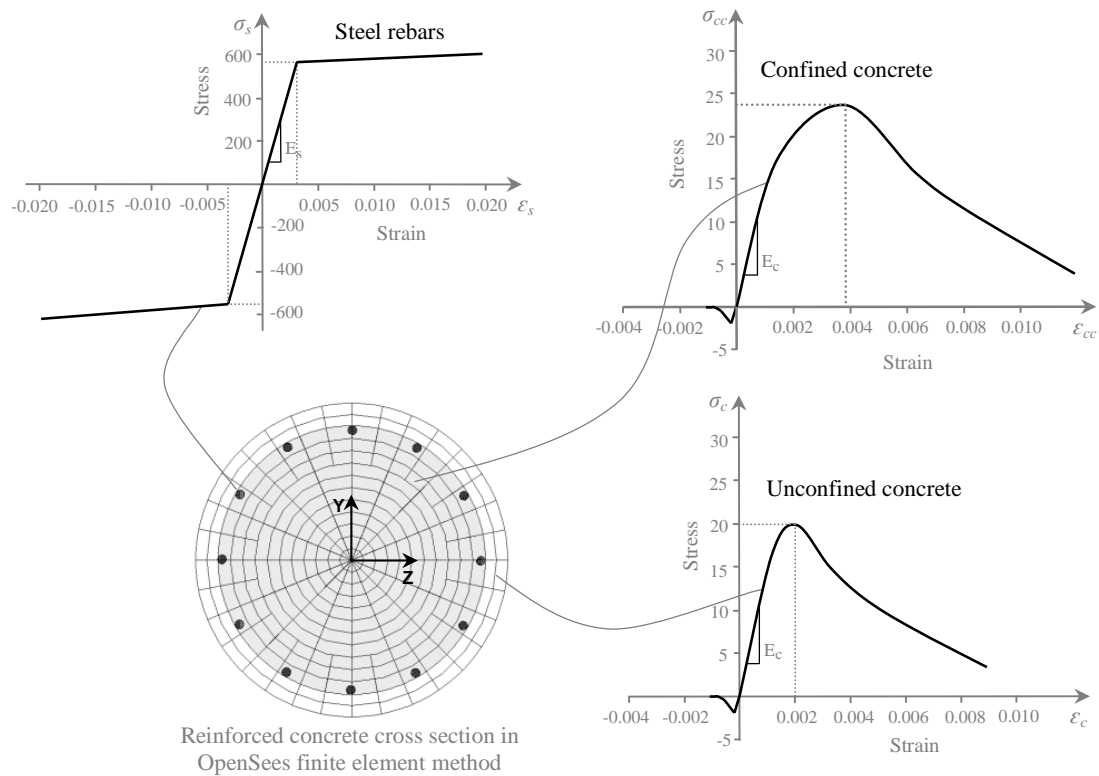 σs
Steel rebars
600
400
200
Stress
Es
-0.020 -0.015 -0.010 -0.005 0.005 0.010 0.015 0.020 εs
Strain
-200
-400
-600
σcc
Confined concrete
30
25
20
15
10
5
-5
Stress
Ec
-0.004 -0.002 0.002 0.004 0.006 0.008 0.010 εcc
Strain
Y
Z
Reinforced concrete cross section in
OpenSees finite element method
σc
Unconfined concrete
30
25
20
15
10
5
-5
Stress
Ec
-0.004 -0.002 0.002 0.004 0.006 0.008 0.010 εc
Strain